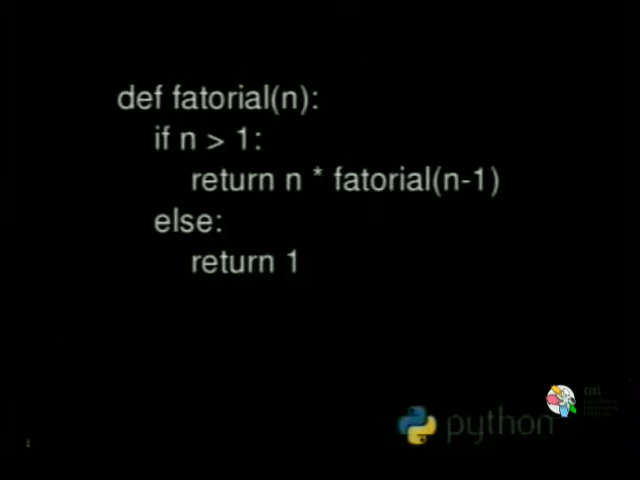 def fatorial(n):
if n > 1:
return n * fatorial(n-1)
else:
return 1
python